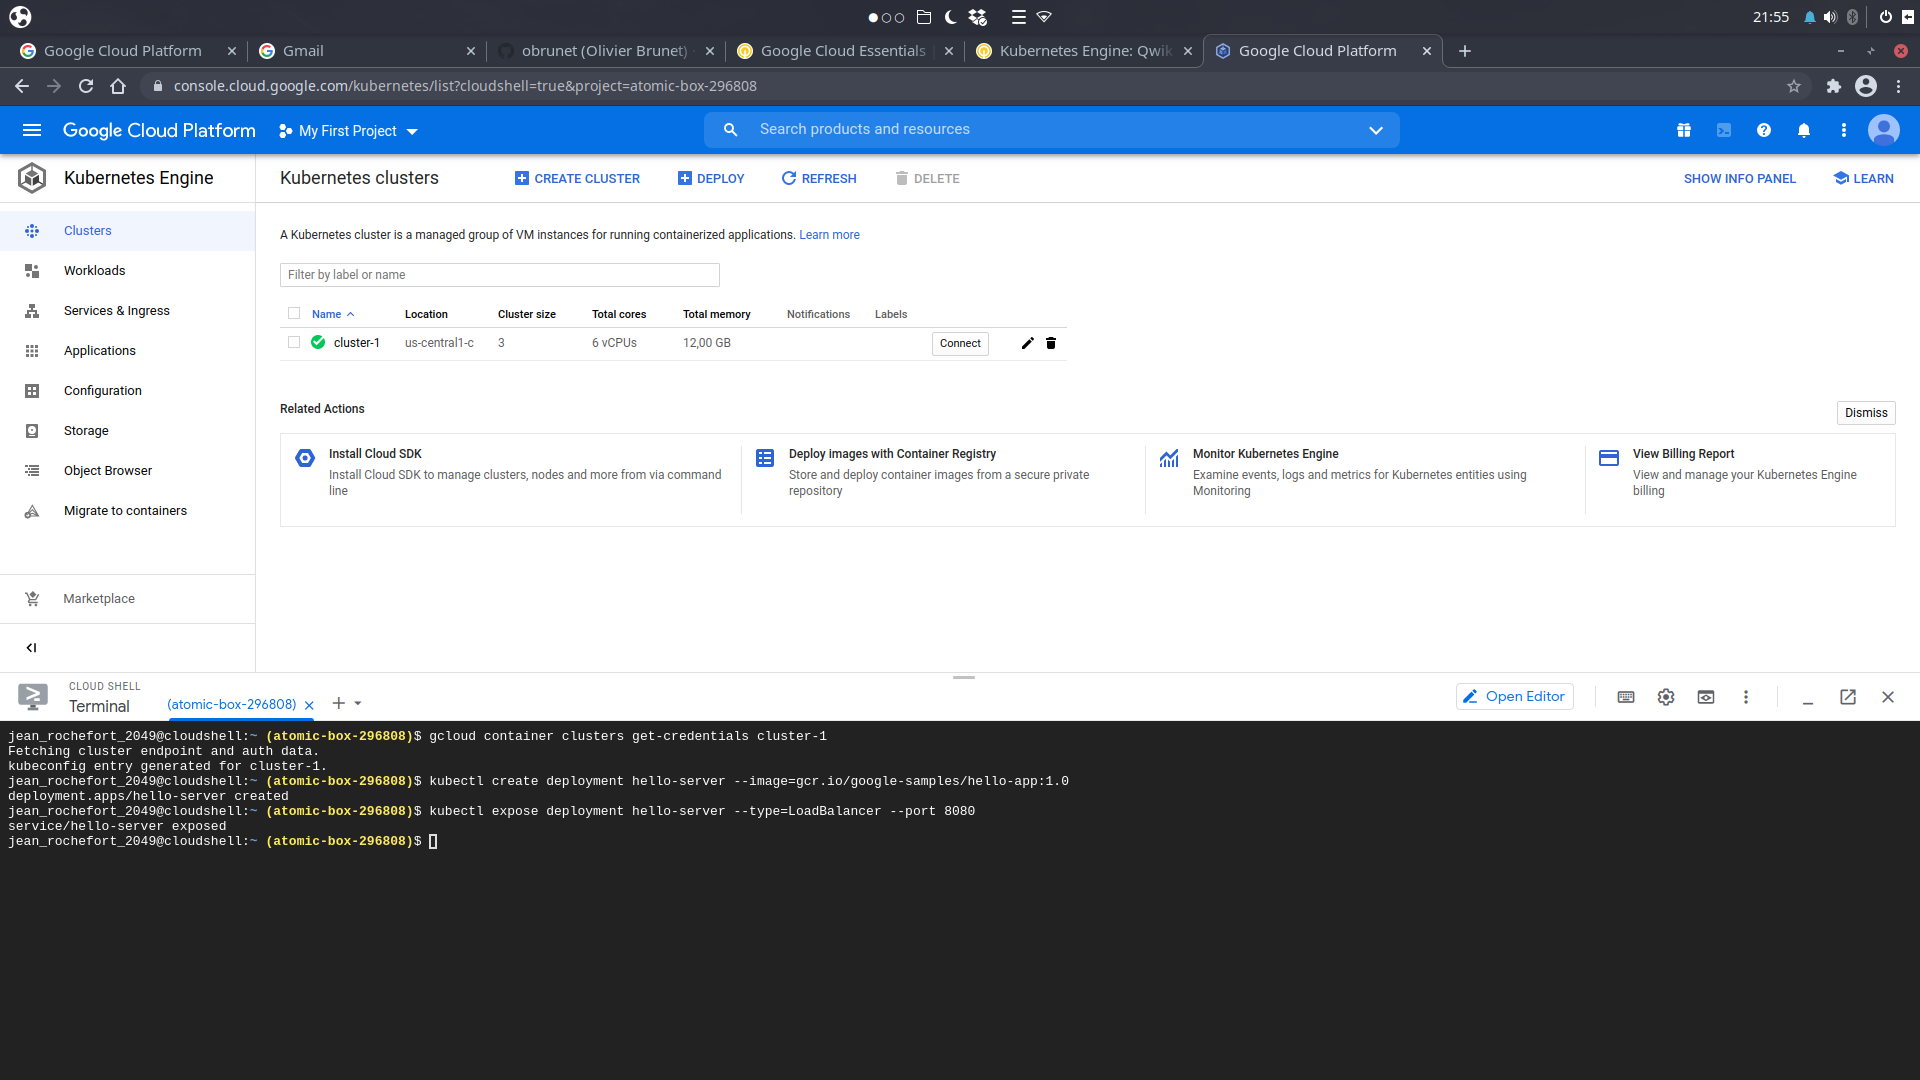 21:55
Google Cloud Platform
Gmail
obrunet (Olivier Brunet)
Google Cloud Essentials
Kubernetes Engine: Qwik
Google Cloud Platform
console.cloud.google.com/kubernetes/list?cloudshell=true&project=atomic-box-296808
Google Cloud Platform
My First Project
Search products and resources
Kubernetes Engine
Kubernetes clusters
CREATE CLUSTER
DEPLOY
REFRESH
DELETE
SHOW INFO PANEL
LEARN
Clusters
Workloads
Services & Ingress
Applications
Configuration
Storage
Object Browser
Migrate to containers
Marketplace
A Kubernetes cluster is a managed group of VM instances for running containerized applications. Learn more
Filter by label or name
Name Location Cluster size Total cores Total memory Notifications Labels
cluster-1 us-central1-c 3 6 vCPUs 12,00 GB Connect
Related Actions
Dismiss
Install Cloud SDK
Install Cloud SDK to manage clusters, nodes and more from via command
line
Deploy images with Container Registry
Store and deploy container images from a secure private
repository
Monitor Kubernetes Engine
Examine events, logs and metrics for Kubernetes entities using
Monitoring
View Billing Report
View and manage your Kubernetes Engine
billing
CLOUD SHELL
Terminal
(atomic-box-296808)
Open Editor
jean_rochefort_2049@cloudshell:~ (atomic-box-296808)$ gcloud container clusters get-credentials cluster-1
Fetching cluster endpoint and auth data.
kubeconfig entry generated for cluster-1.
jean_rochefort_2049@cloudshell:~ (atomic-box-296808)$ kubectl create deployment hello-server --image=gcr.io/google-samples/hello-app:1.0
deployment.apps/hello-server created
jean_rochefort_2049@cloudshell:~ (atomic-box-296808)$ kubectl expose deployment hello-server --type=LoadBalancer --port 8080
service/hello-server exposed
jean_rochefort_2049@cloudshell:~ (atomic-box-296808)$